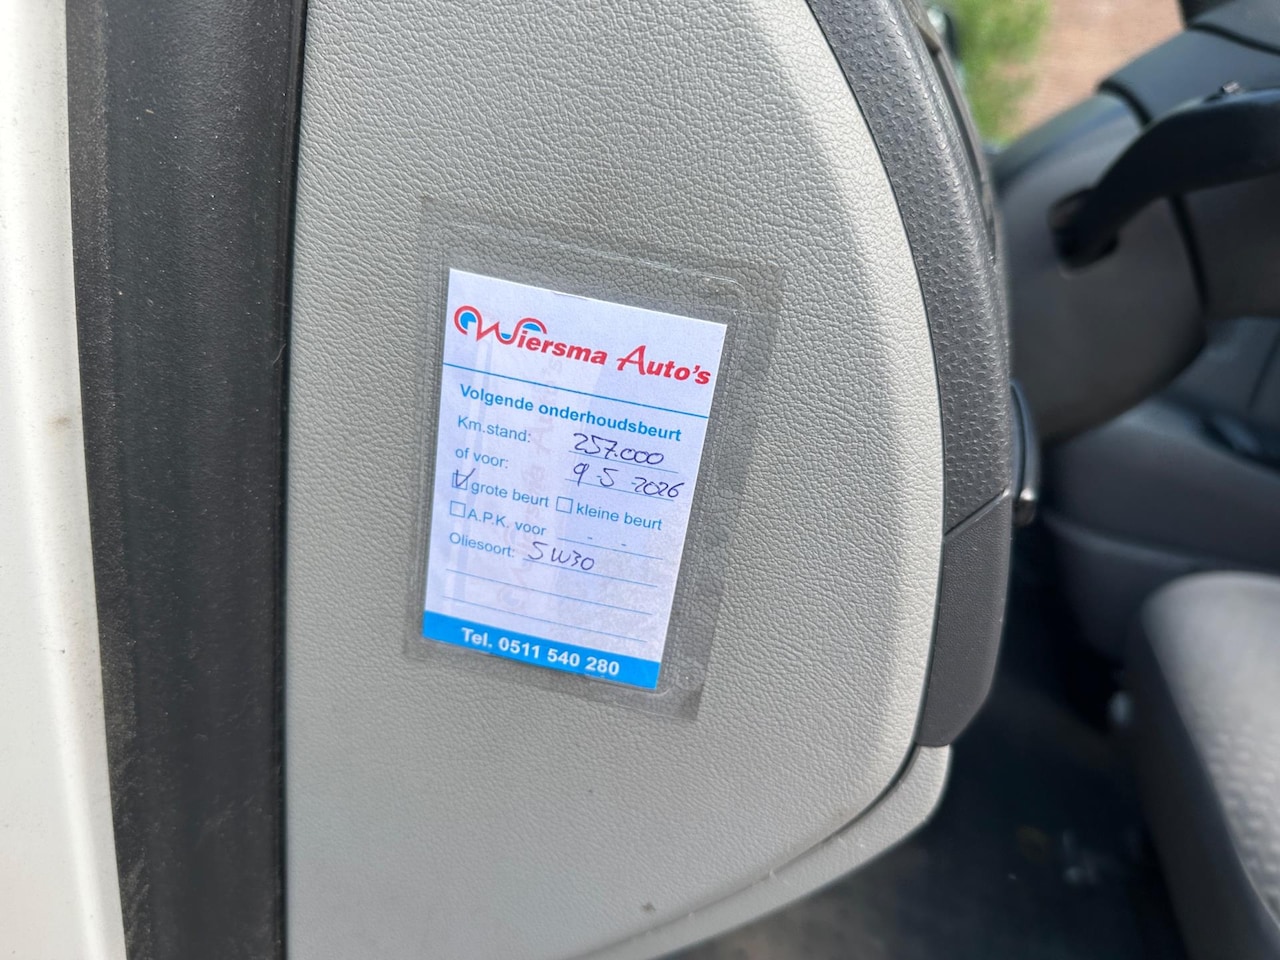 Wiersma Auto's
Volgende onderhoudsbeurt
Km.stand: 257.000
of voor: 9-5-2026
grote beurt kleine beurt
A.P.K. voor - -
Oliesoort: 5W30
Tel. 0511 540 280